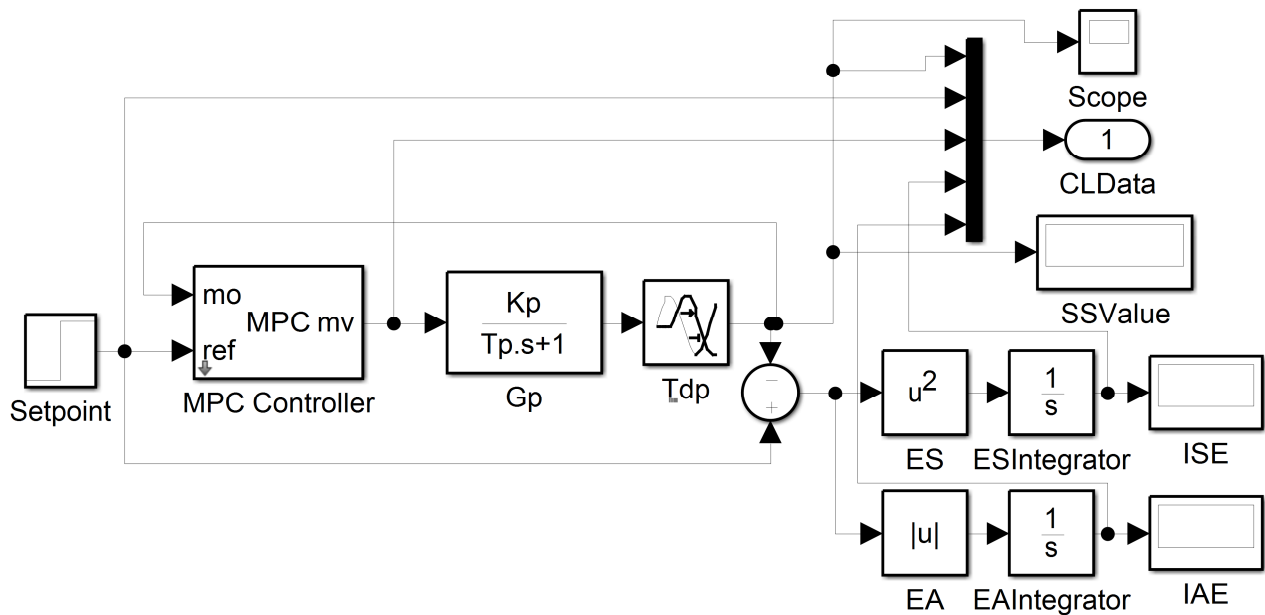 Scope
1
CLData
mo
MPC mv
ref
Setpoint
MPC Controller
Kp
Tp.s+1
Gp
Tdp
SSValue
−
+
u²
ES
1
s
ESIntegrator
ISE
|u|
EA
1
s
EAIntegrator
IAE